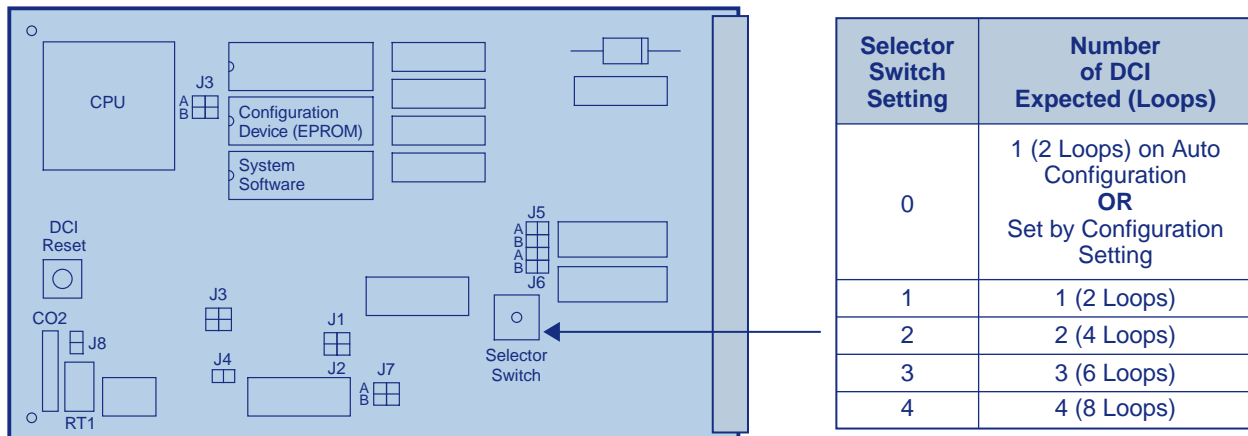 CPU
J3
A
B
Configuration
Device (EPROM)
System
Software
DCI
Reset
J5
A
B
A
B
J6
CO2
J8
RT1
J3
J4
J1
J2
J7
A
B
Selector
Switch
Selector
Switch
Setting
Number
of DCI
Expected (Loops)
0
1 (2 Loops) on Auto
Configuration
OR
Set by Configuration
Setting
1
1 (2 Loops)
2
2 (4 Loops)
3
3 (6 Loops)
4
4 (8 Loops)